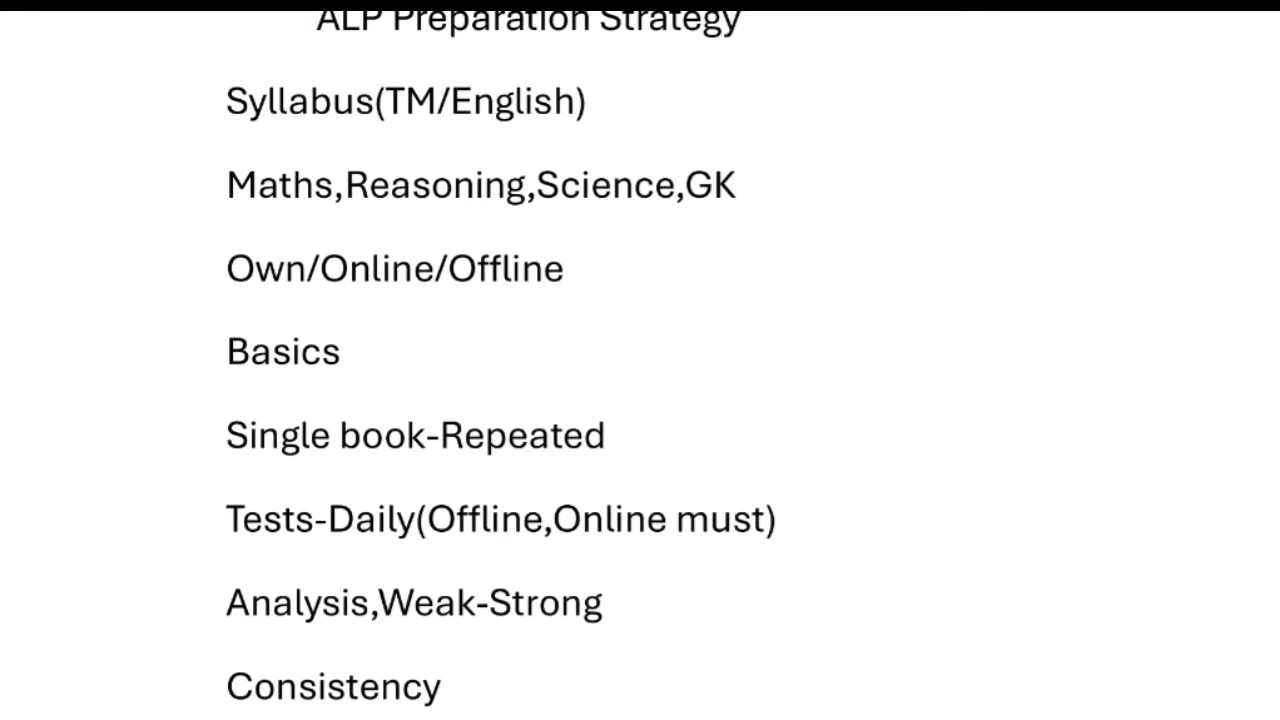 ALP Preparation Strategy
Syllabus(TM/English)
Maths,Reasoning,Science,GK
Own/Online/Offline
Basics
Single book-Repeated
Tests-Daily(Offline,Online must)
Analysis,Weak-Strong
Consistency